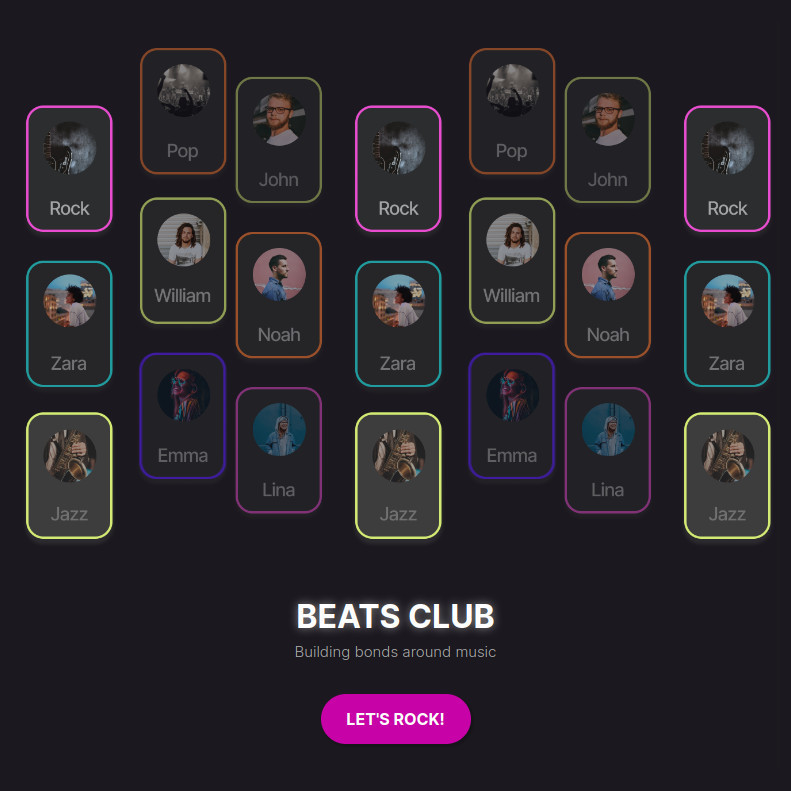 Pop
Pop
John
John
Rock
Rock
Rock
William
William
Noah
Noah
Zara
Zara
Zara
Emma
Emma
Lina
Lina
Jazz
Jazz
Jazz
BEATS CLUB
Building bonds around music
LET'S ROCK!